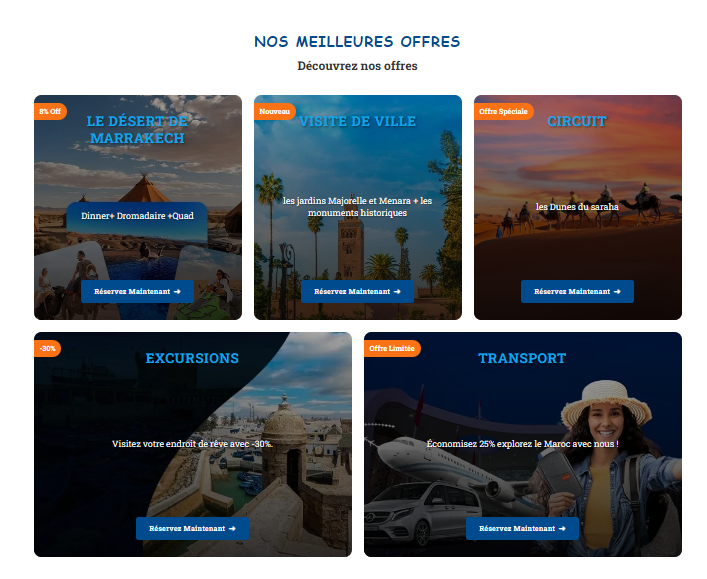 NOS MEILLEURES OFFRES
Découvrez nos offres
8% Off
LE DÉSERT DE
MARRAKECH
Dinner+ Dromadaire +Quad
Réservez Maintenant ➜
Nouveau
VISITE DE VILLE
les jardins Majorelle et Menara + les
monuments historiques
Réservez Maintenant ➜
Offre Spéciale
CIRCUIT
les Dunes du saraha
Réservez Maintenant ➜
-30%
EXCURSIONS
Visitez votre endroit de rêve avec -30%.
Réservez Maintenant ➜
Offre Limitée
TRANSPORT
Économisez 25% explorez le Maroc avec nous !
Réservez Maintenant ➜